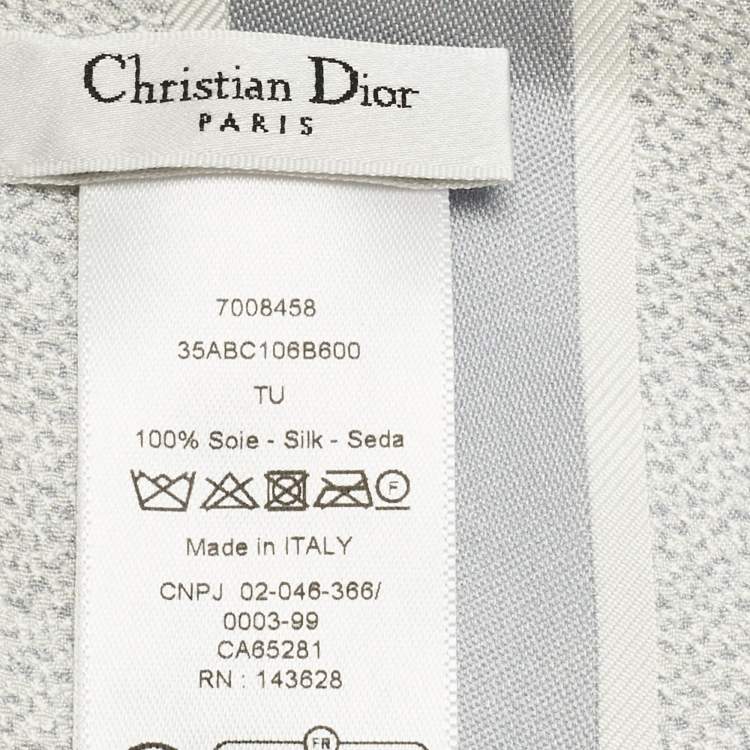 Christian Dior
PARIS
7008458
35ABC106B600
TU
100% Soie - Silk - Seda
F
Made in ITALY
CNPJ 02-046-366/
0003-99
CA65281
RN : 143628
FR